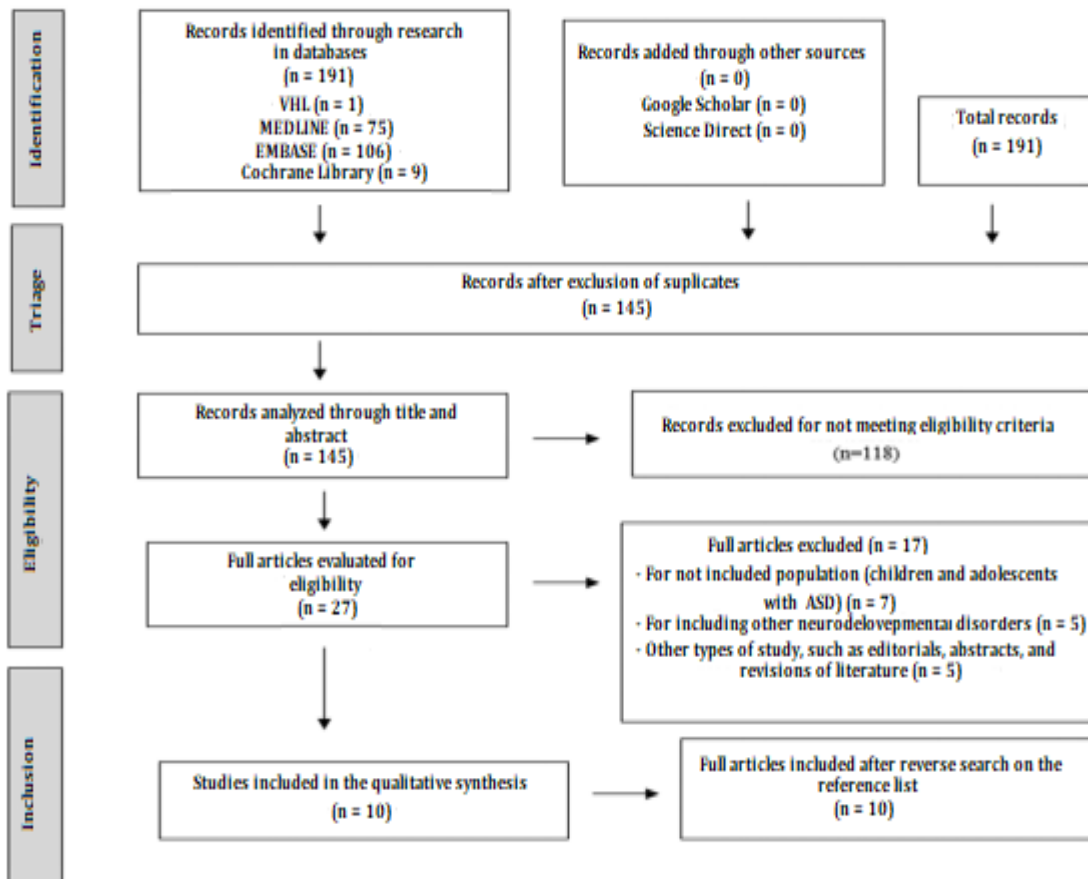 Identification
Records identified through research
in databases
(n = 191)
VHL (n = 1)
MEDLINE (n = 75)
EMBASE (n = 106)
Cochrane Library (n = 9)
Records added through other sources
(n = 0)
Google Scholar (n = 0)
Science Direct (n = 0)
Total records
(n = 191)
Triage
Records after exclusion of suplicates
(n = 145)
Eligibility
Records analyzed through title and
abstract
(n = 145)
Records excluded for not meeting eligibility criteria
(n=118)
Full articles evaluated for
eligibility
(n = 27)
Full articles excluded (n = 17)
· For not included population (children and adolescents
with ASD) (n = 7)
· For including other neurodelovepmental disorders (n = 5)
· Other types of study, such as editorials, abstracts, and
revisions of literature (n = 5)
Inclusion
Studies included in the qualitative synthesis
(n = 10)
Full articles included after reverse search on the
reference list
(n = 10)